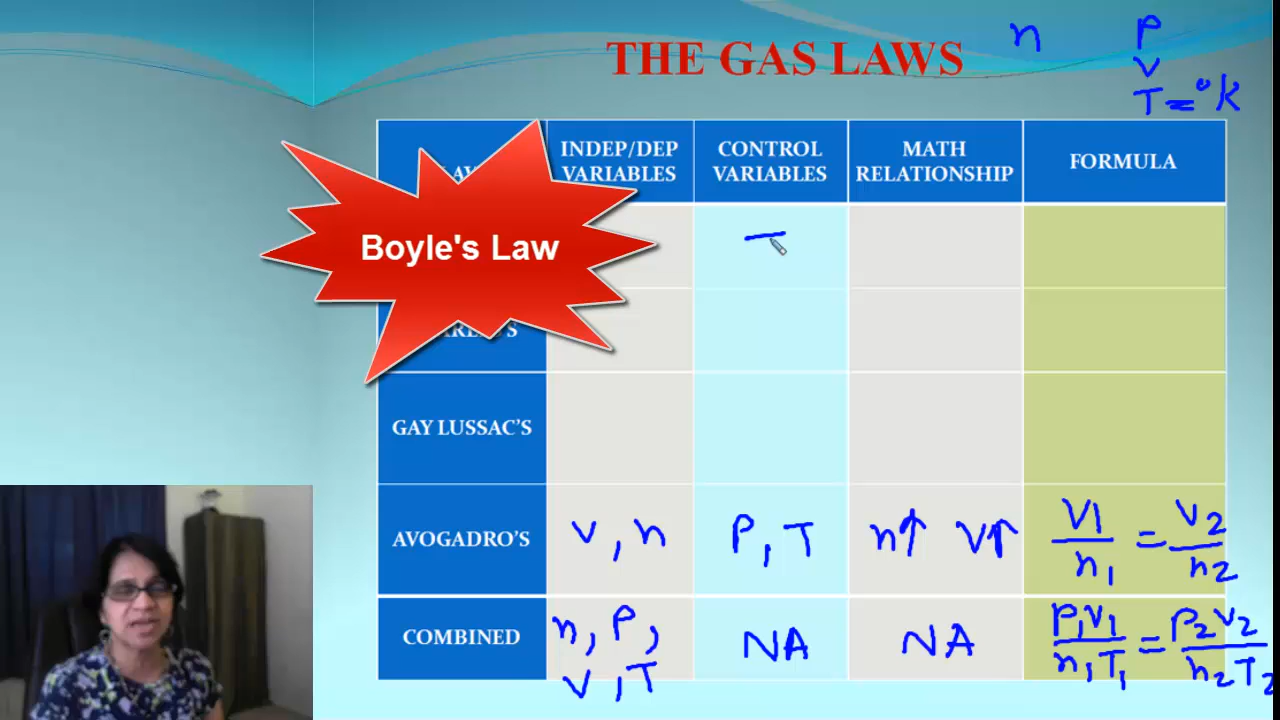 THE GAS LAWS
n P
V
T = °K
INDEP/DEP VARIABLES CONTROL VARIABLES MATH RELATIONSHIP FORMULA
Boyle's Law
GAY LUSSAC'S
AVOGADRO'S V, n P, T n↑ V↑ V1/n1 = V2/n2
COMBINED n, P, V, T NA NA P1V1/n1T1 = P2V2/n2T2